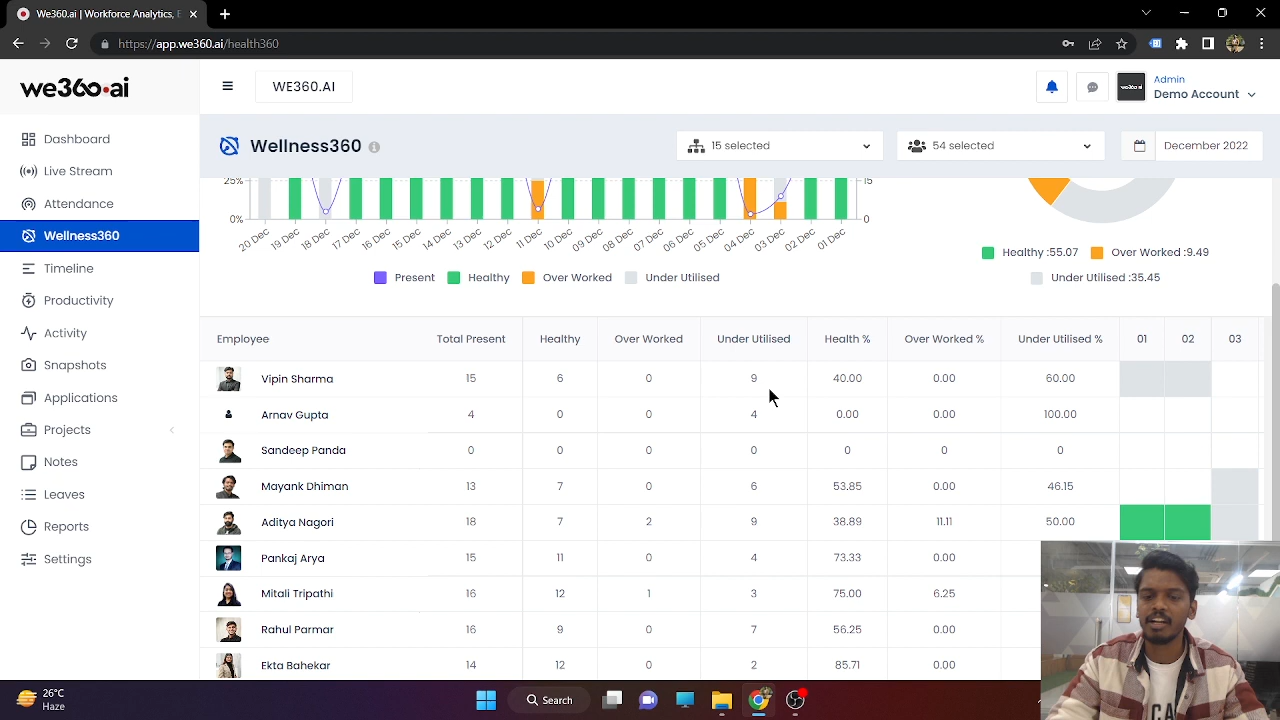 We360.ai | Workforce Analytics, E
https://app.we360.ai/health360
we360.ai
WE360.AI
Admin
Demo Account
Dashboard
Live Stream
Attendance
Wellness360
Timeline
Productivity
Activity
Snapshots
Applications
Projects
Notes
Leaves
Reports
Settings
Wellness360
15 selected
54 selected
December 2022
25%
15
0%
0
20 Dec 19 Dec 18 Dec 17 Dec 16 Dec 15 Dec 14 Dec 13 Dec 12 Dec 11 Dec 10 Dec 09 Dec 08 Dec 07 Dec 06 Dec 05 Dec 04 Dec 03 Dec 02 Dec 01 Dec
Present Healthy Over Worked Under Utilised
Healthy :55.07 Over Worked :9.49
Under Utilised :35.45
Employee Total Present Healthy Over Worked Under Utilised Health % Over Worked % Under Utilised % 01 02 03
Vipin Sharma 15 6 0 9 40.00 0.00 60.00
Arnav Gupta 4 0 0 4 0.00 0.00 100.00
Sandeep Panda 0 0 0 0 0 0 0
Mayank Dhiman 13 7 0 6 53.85 0.00 46.15
Aditya Nagori 18 7 2 9 38.89 11.11 50.00
Pankaj Arya 15 11 0 4 73.33 0.00
Mitali Tripathi 16 12 1 3 75.00 6.25
Rahul Parmar 16 9 0 7 56.25 0.00
Ekta Bahekar 14 12 0 2 85.71 0.00
26°C
Haze
Search